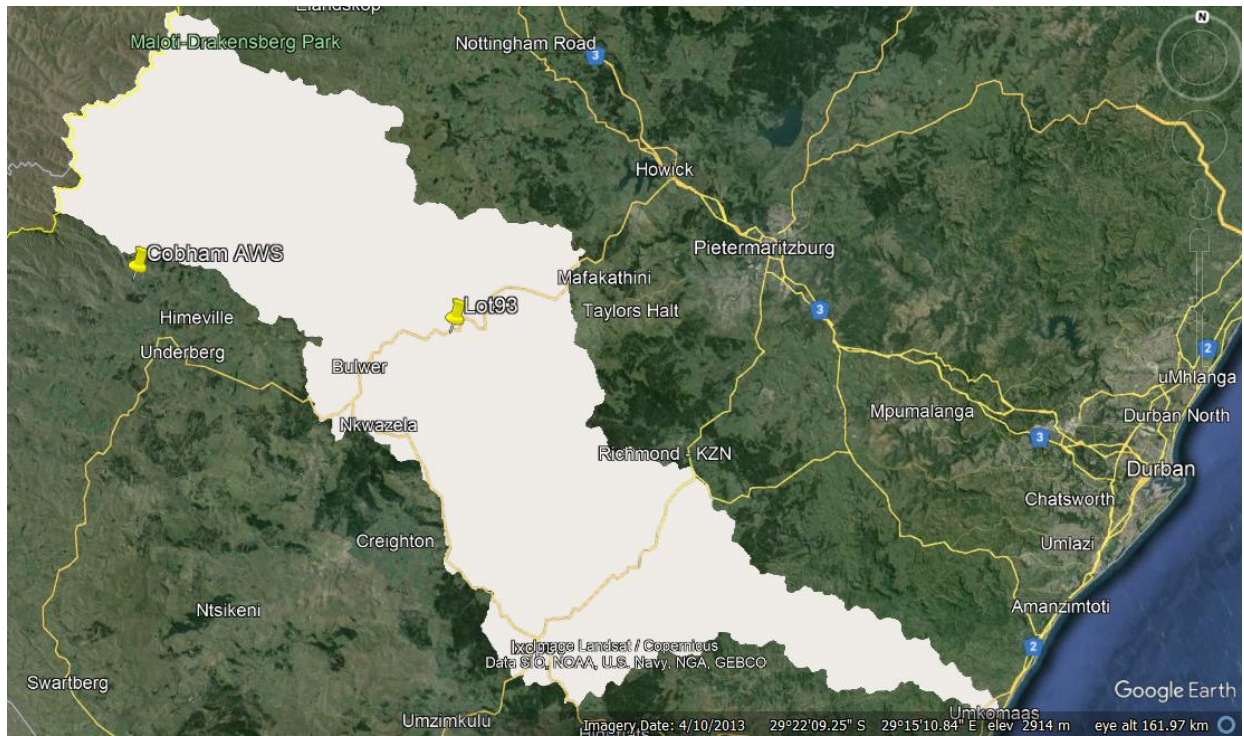 Elandskop
N
Maloti-Drakensberg Park
Nottingham Road
3
Howick
Pietermaritzburg
Cobham AWS
Mafakathini
Lot93
Taylors Halt
3
Himeville
Underberg
2
Bulwer
uMhlanga
Mpumalanga
Durban North
Nkwazela
3
Richmond - KZN
Durban
Chatsworth
Creighton
Umlazi
Ntsikeni
Amanzimtoti
Image Landsat / Copernicus
2
Data SIO, NOAA, U.S. Navy, NGA, GEBCO
Swartberg
Google Earth
Umzimkulu
Umkomaas
Imagery Date: 4/10/2013 29°22'09.25" S 29°15'10.84" E elev 2914 m eye alt 161.97 km